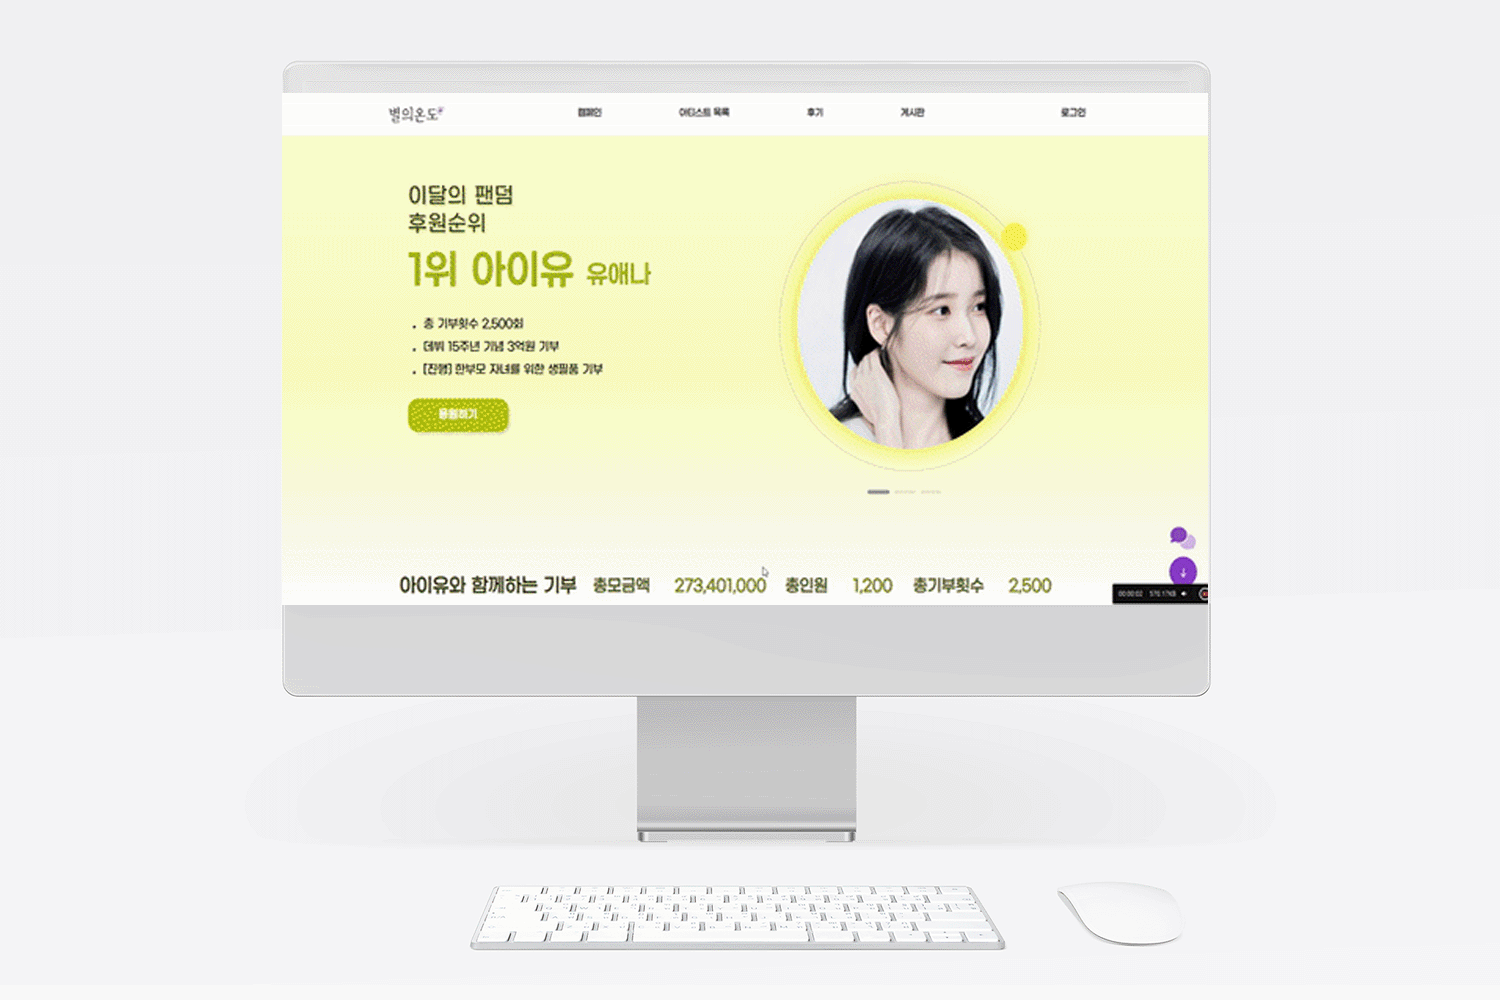 별의온도
캠페인 아티스트 목록 후기 게시판 로그인
이달의 팬덤
후원순위
1위 아이유 유애나
• 총 기부횟수 2,500회
• 데뷔 15주년 기념 3억원 기부
• [진행] 한부모 자녀를 위한 생필품 기부
응원하기
아이유와 함께하는 기부 총모금액 273,401,000 총인원 1,200 총기부횟수 2,500
00:00:02 570.17KB